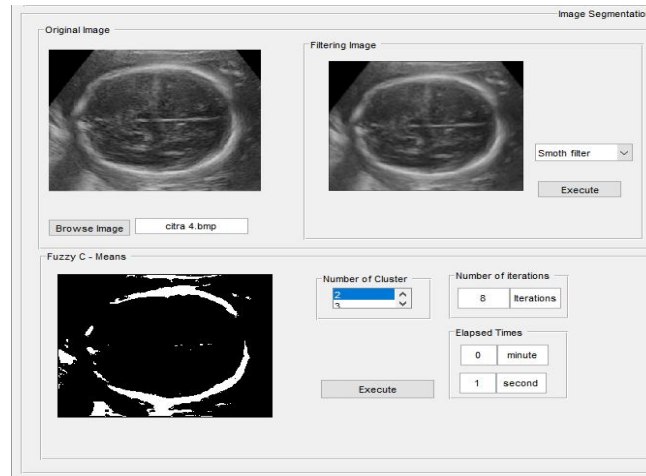 Image Segmentatio
Original Image
Filtering Image
Smoth filter
Execute
Browse Image
citra 4.bmp
Fuzzy C - Means
Number of Cluster
2
3
Number of iterations
8
Iterations
Elapsed Times
0
minute
1
second
Execute